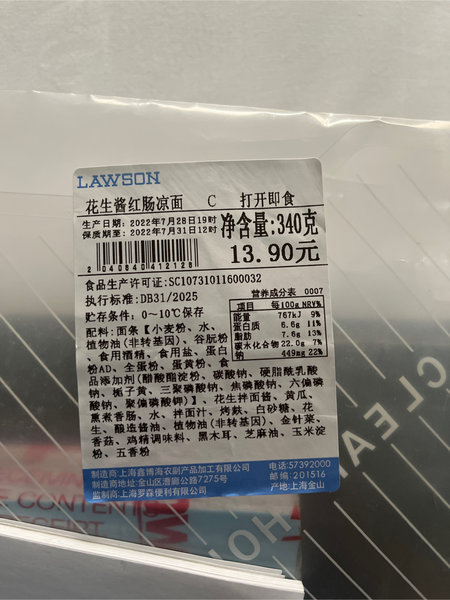 LAWSON
花生酱红肠凉面 C 打开即食
生产日期:2022年7月28日19时
保质期至:2022年7月31日12时
净含量:340克
13.90元
2040840412128
食品生产许可证:SC10731011600032
执行标准:DB31/2025
贮存条件:0～10℃保存
营养成分表 0007
项目 每100g NRV%
能量 767kJ 9%
蛋白质 6.6g 11%
脂肪 7.6g 13%
碳水化合物 22.0g 7%
钠 449mg 22%
配料:面条【小麦粉、水、
植物油(非转基因)、谷朊粉
、食用酒精、食用盐、蛋白
粉AD、全蛋粉、蛋黄粉、食
品添加剂(醋酸酯淀粉、碳酸钠、硬脂酰乳酸
钠、栀子黄、三聚磷酸钠、焦磷酸钠、六偏磷
酸钠、聚偏磷酸钾)】、花生拌面酱、黄瓜、
熏煮香肠、水、拌面汁、烤麸、白砂糖、花
生、酿造酱油、植物油(非转基因)、金针菜、
香菇、鸡精调味料、黑木耳、芝麻油、玉米淀
粉、五香粉
制造商:上海鑫博海农副产品加工有限公司
制造商地址:金山区漕廊公路7275号
监制商:上海罗森便利有限公司
电话:57392000
邮编:201516
产地:上海金山
CLEA
HO
E CONTENT